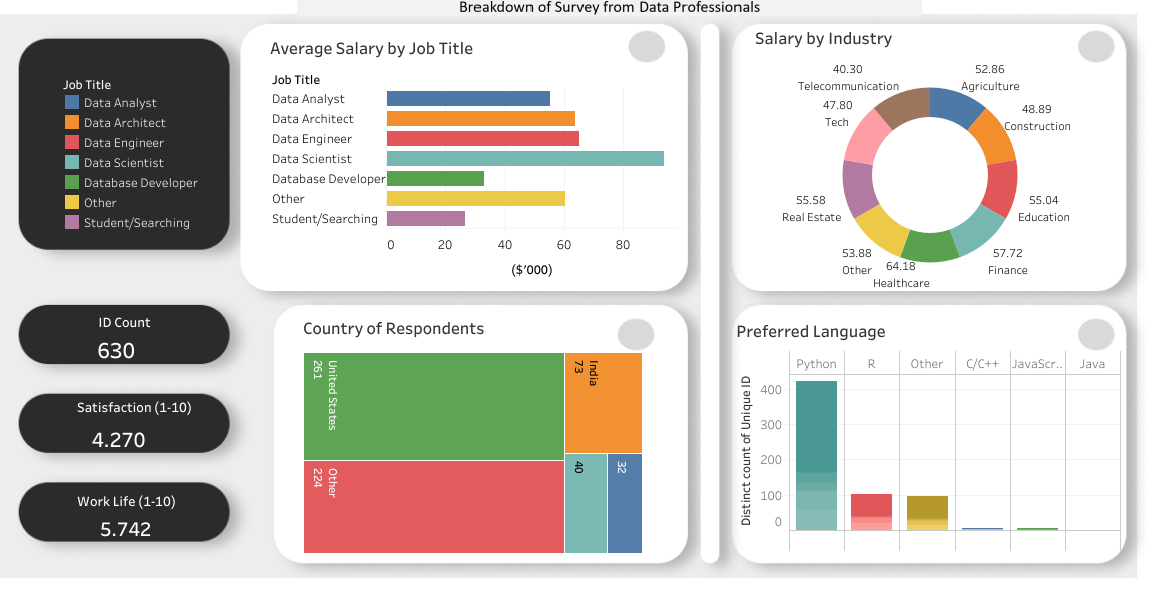 Breakdown of Survey from Data Professionals
Job Title
Data Analyst
Data Architect
Data Engineer
Data Scientist
Database Developer
Other
Student/Searching
ID Count
630
Satisfaction (1-10)
4.270
Work Life (1-10)
5.742
Average Salary by Job Title
Job Title
Data Analyst
Data Architect
Data Engineer
Data Scientist
Database Developer
Other
Student/Searching
0 20 40 60 80
($'000)
Salary by Industry
40.30
Telecommunication
52.86
Agriculture
47.80
Tech
48.89
Construction
55.58
Real Estate
55.04
Education
53.88
Other
64.18
Healthcare
57.72
Finance
Country of Respondents
United States
261
India
73
Other
224
40
32
Preferred Language
Python R Other C/C++ JavaScr.. Java
Distinct count of Unique ID
400
300
200
100
0